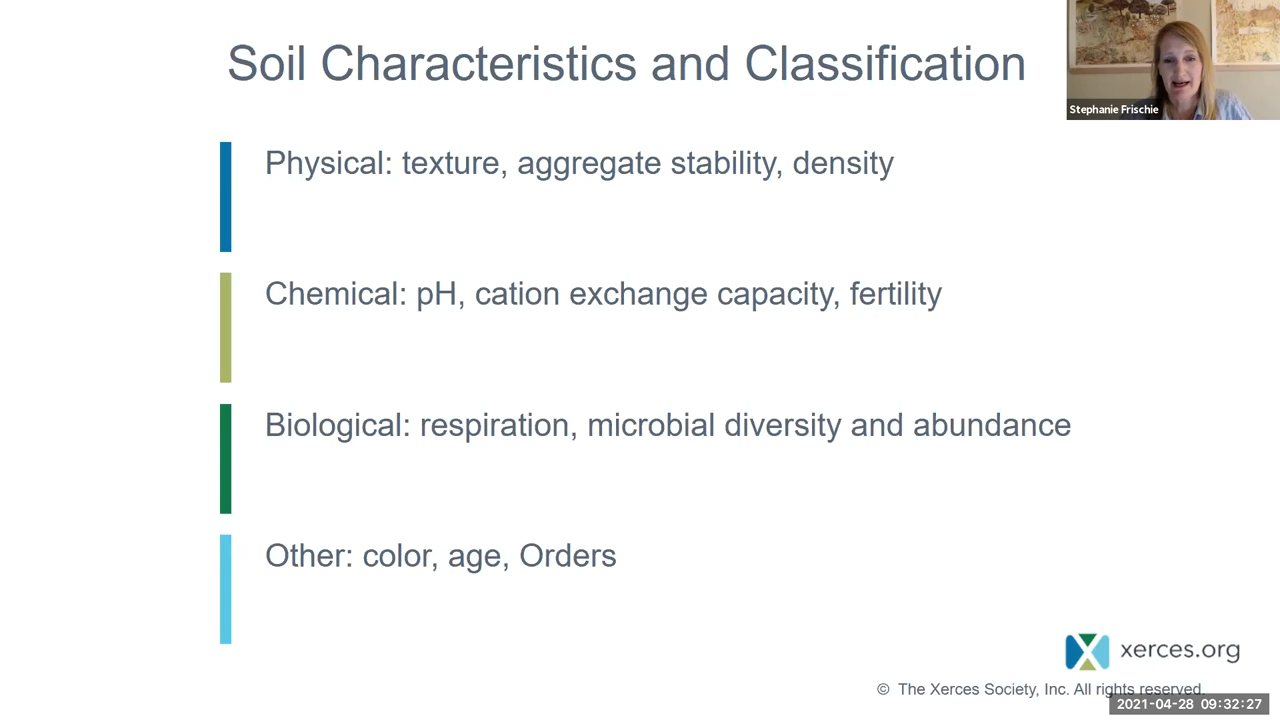 Soil Characteristics and Classification
Stephanie Frischie
Physical: texture, aggregate stability, density
Chemical: pH, cation exchange capacity, fertility
Biological: respiration, microbial diversity and abundance
Other: color, age, Orders
xerces.org
© The Xerces Society, Inc. All rights reserved.
2021-04-28 09:32:27